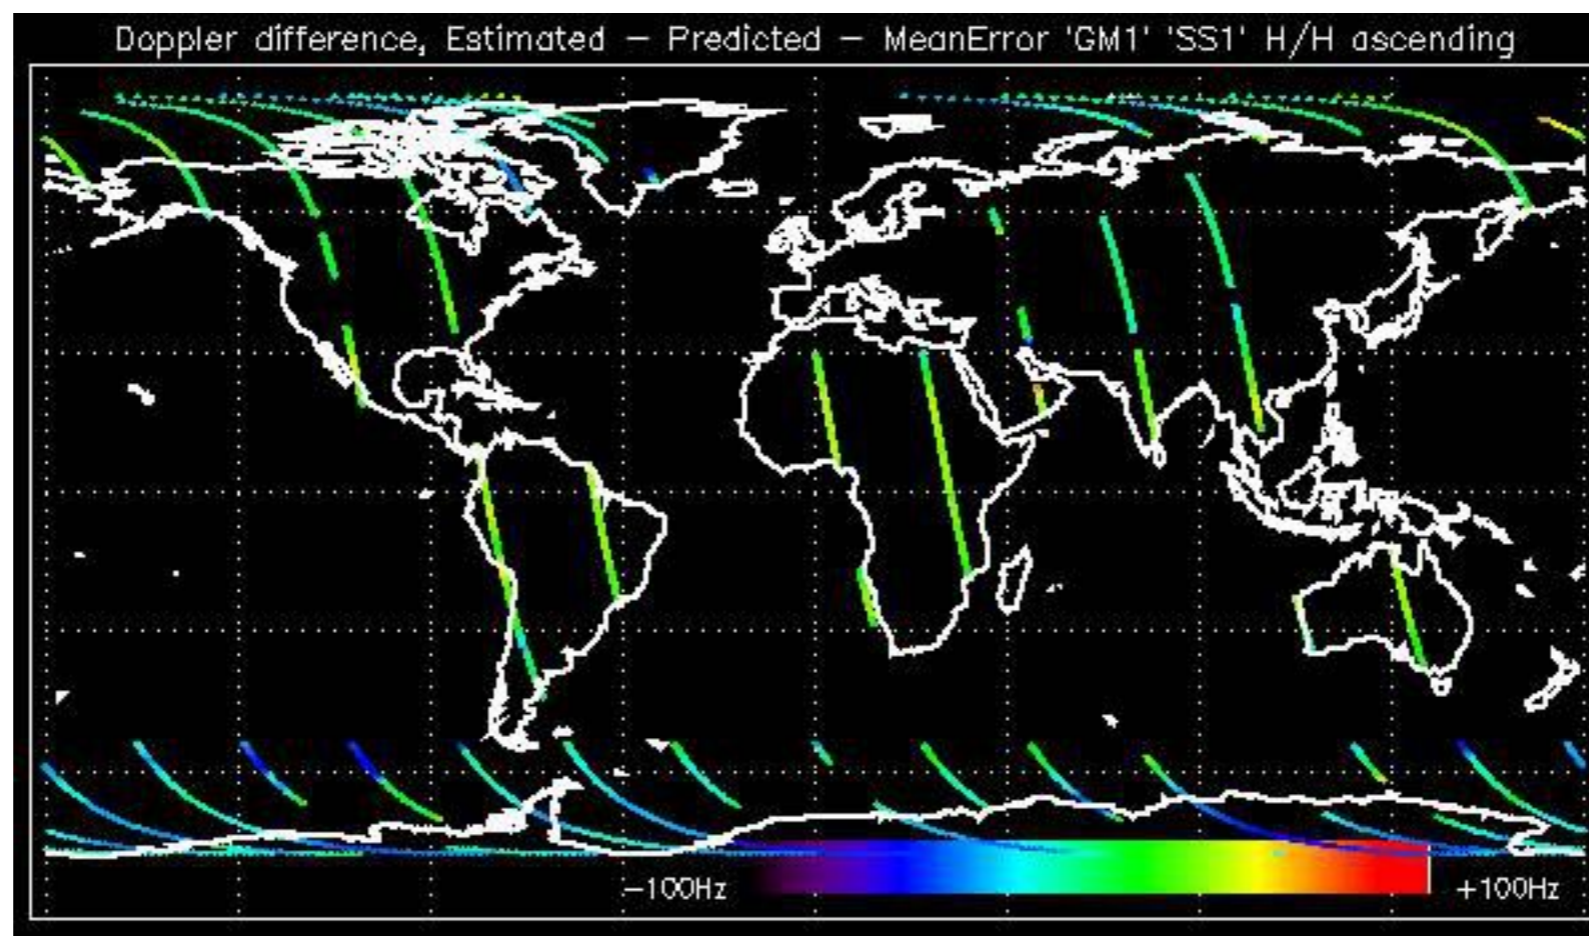 Doppler difference, Estimated − Predicted − MeanError 'GM1' 'SS1' H/H ascending
−100Hz +100Hz